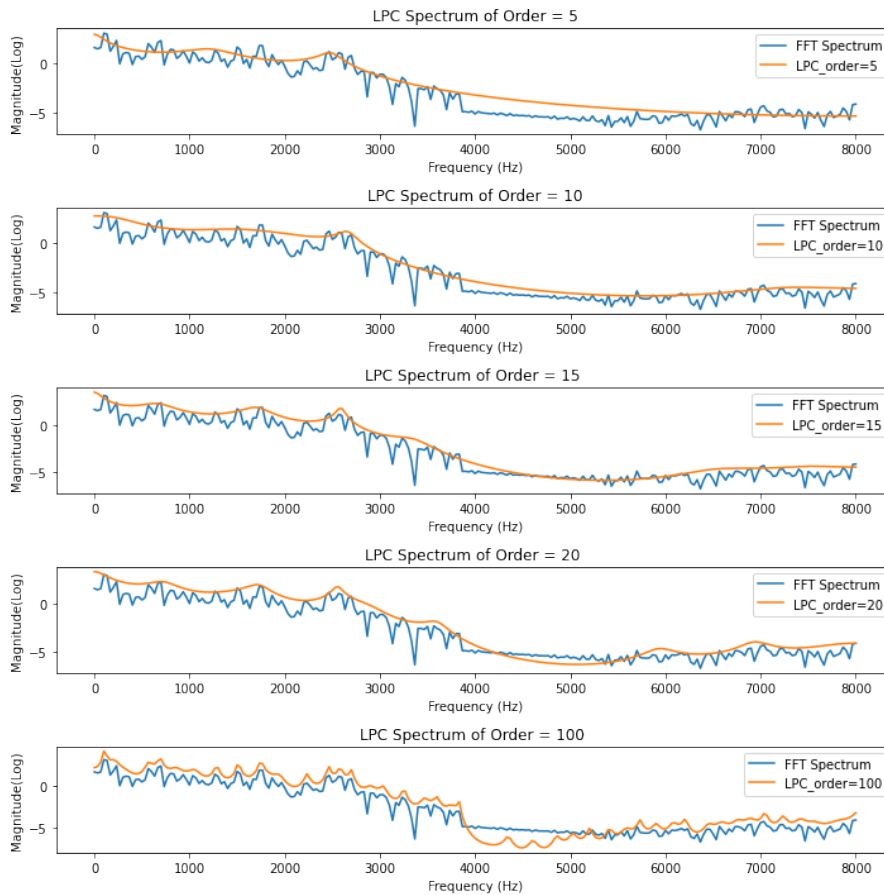 LPC Spectrum of Order = 5
Magnitude(Log)
0
−5
FFT Spectrum
LPC_order=5
0 1000 2000 3000 4000 5000 6000 7000 8000
Frequency (Hz)
LPC Spectrum of Order = 10
Magnitude(Log)
0
−5
FFT Spectrum
LPC_order=10
0 1000 2000 3000 4000 5000 6000 7000 8000
Frequency (Hz)
LPC Spectrum of Order = 15
Magnitude(Log)
0
−5
FFT Spectrum
LPC_order=15
0 1000 2000 3000 4000 5000 6000 7000 8000
Frequency (Hz)
LPC Spectrum of Order = 20
Magnitude(Log)
0
−5
FFT Spectrum
LPC_order=20
0 1000 2000 3000 4000 5000 6000 7000 8000
Frequency (Hz)
LPC Spectrum of Order = 100
Magnitude(Log)
0
−5
FFT Spectrum
LPC_order=100
0 1000 2000 3000 4000 5000 6000 7000 8000
Frequency (Hz)